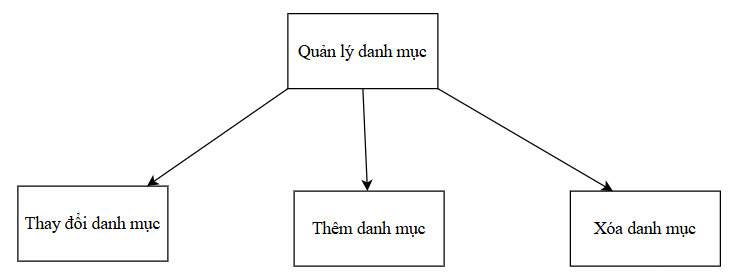 Quản lý danh mục
Thay đổi danh mục
Thêm danh mục
Xóa danh mục